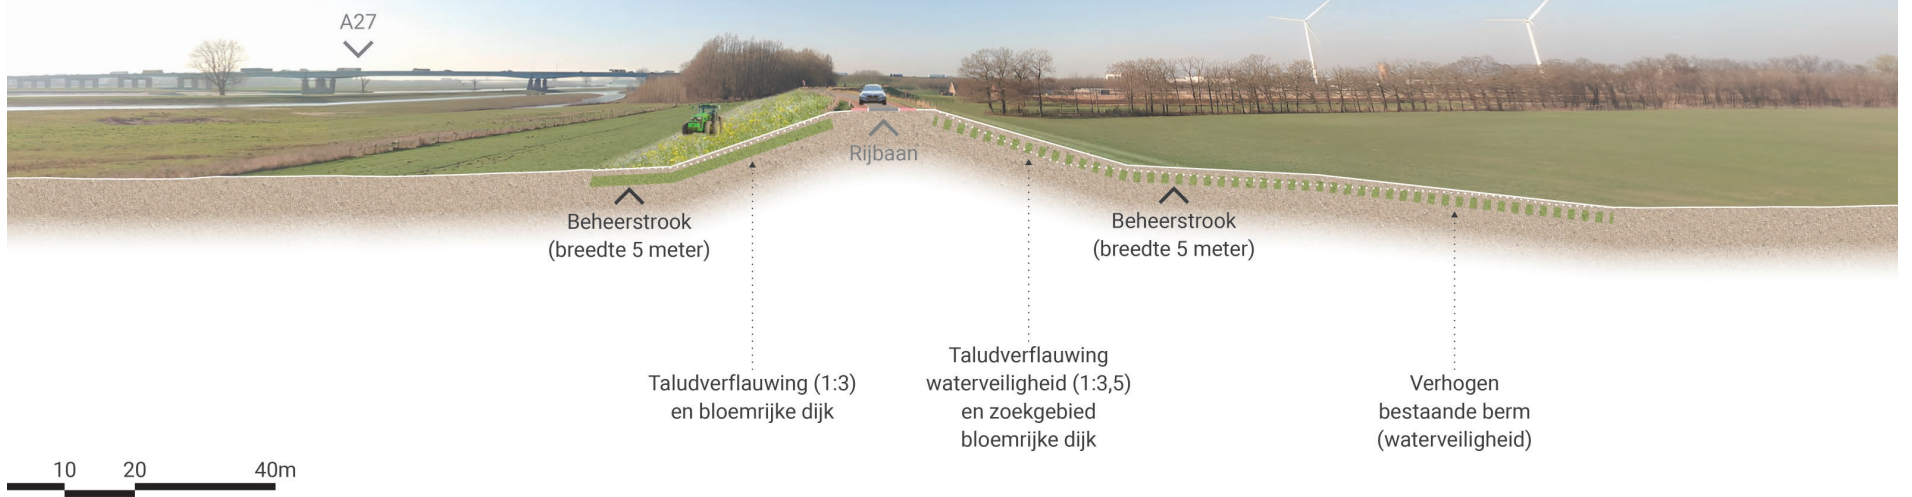 A27
Rijbaan
Beheerstrook
(breedte 5 meter)
Beheerstrook
(breedte 5 meter)
Taludverflauwing (1:3)
en bloemrijke dijk
Taludverflauwing
waterveiligheid (1:3,5)
en zoekgebied
bloemrijke dijk
Verhogen
bestaande berm
(waterveiligheid)
10 20 40m